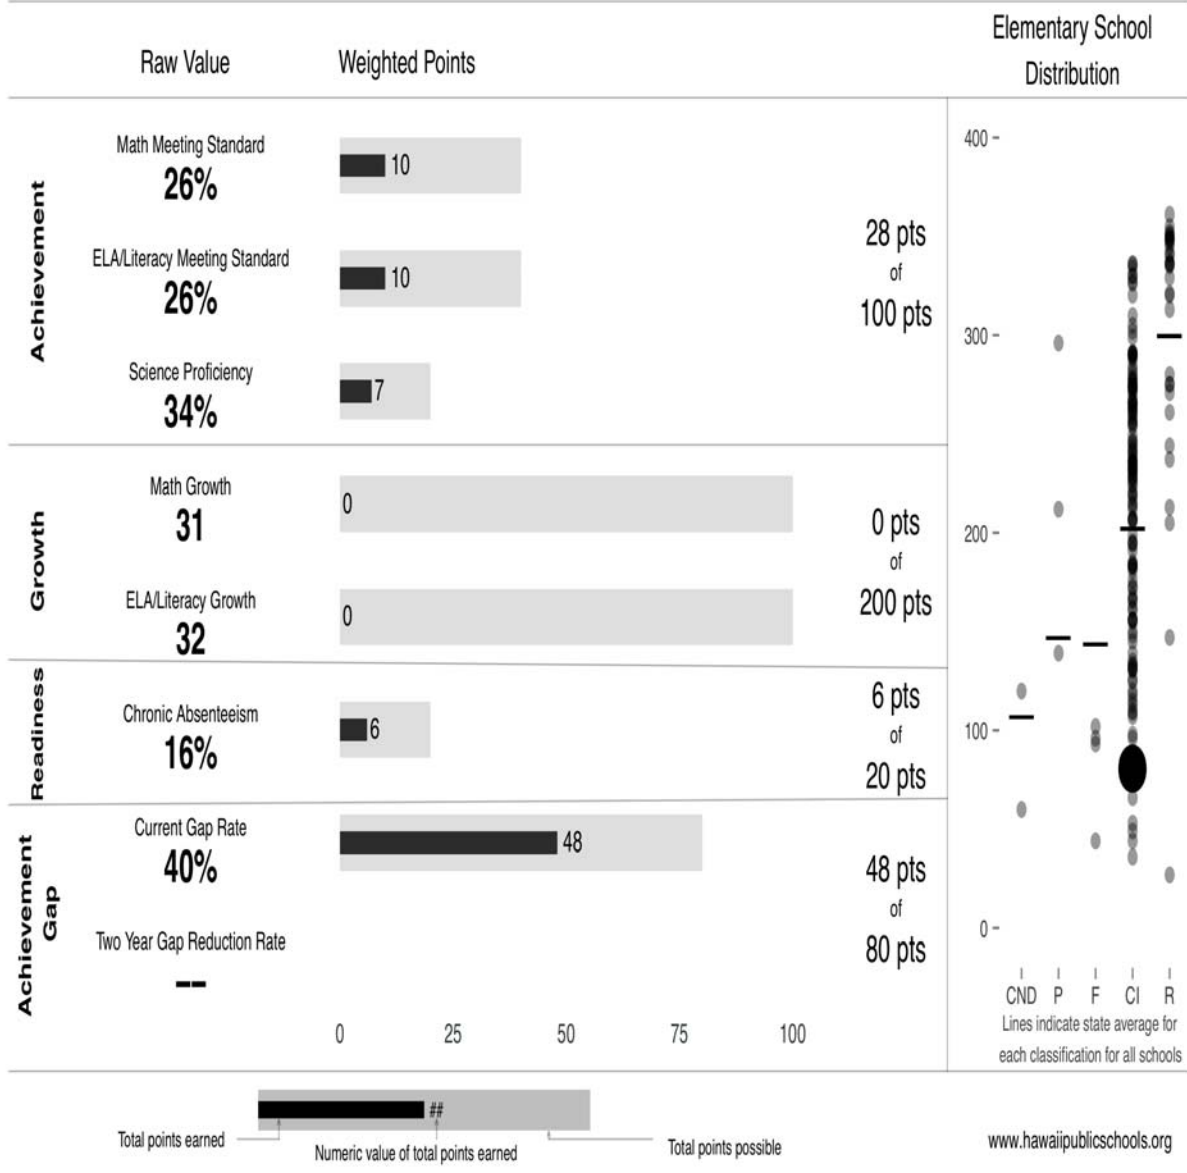 Raw Value
Weighted Points
Elementary School
Distribution
Achievement
Math Meeting Standard
26%
10
ELA/Literacy Meeting Standard
26%
10
Science Proficiency
34%
7
28 pts
of
100 pts
Growth
Math Growth
31
0
ELA/Literacy Growth
32
0
0 pts
of
200 pts
Readiness
Chronic Absenteeism
16%
6
6 pts
of
20 pts
Achievement
Gap
Current Gap Rate
40%
48
Two Year Gap Reduction Rate
--
48 pts
of
80 pts
0 25 50 75 100
400
300
200
100
0
CND P F CI R
Lines indicate state average for
each classification for all schools
##
Total points earned
Numeric value of total points earned
Total points possible
www.hawaiipublicschools.org